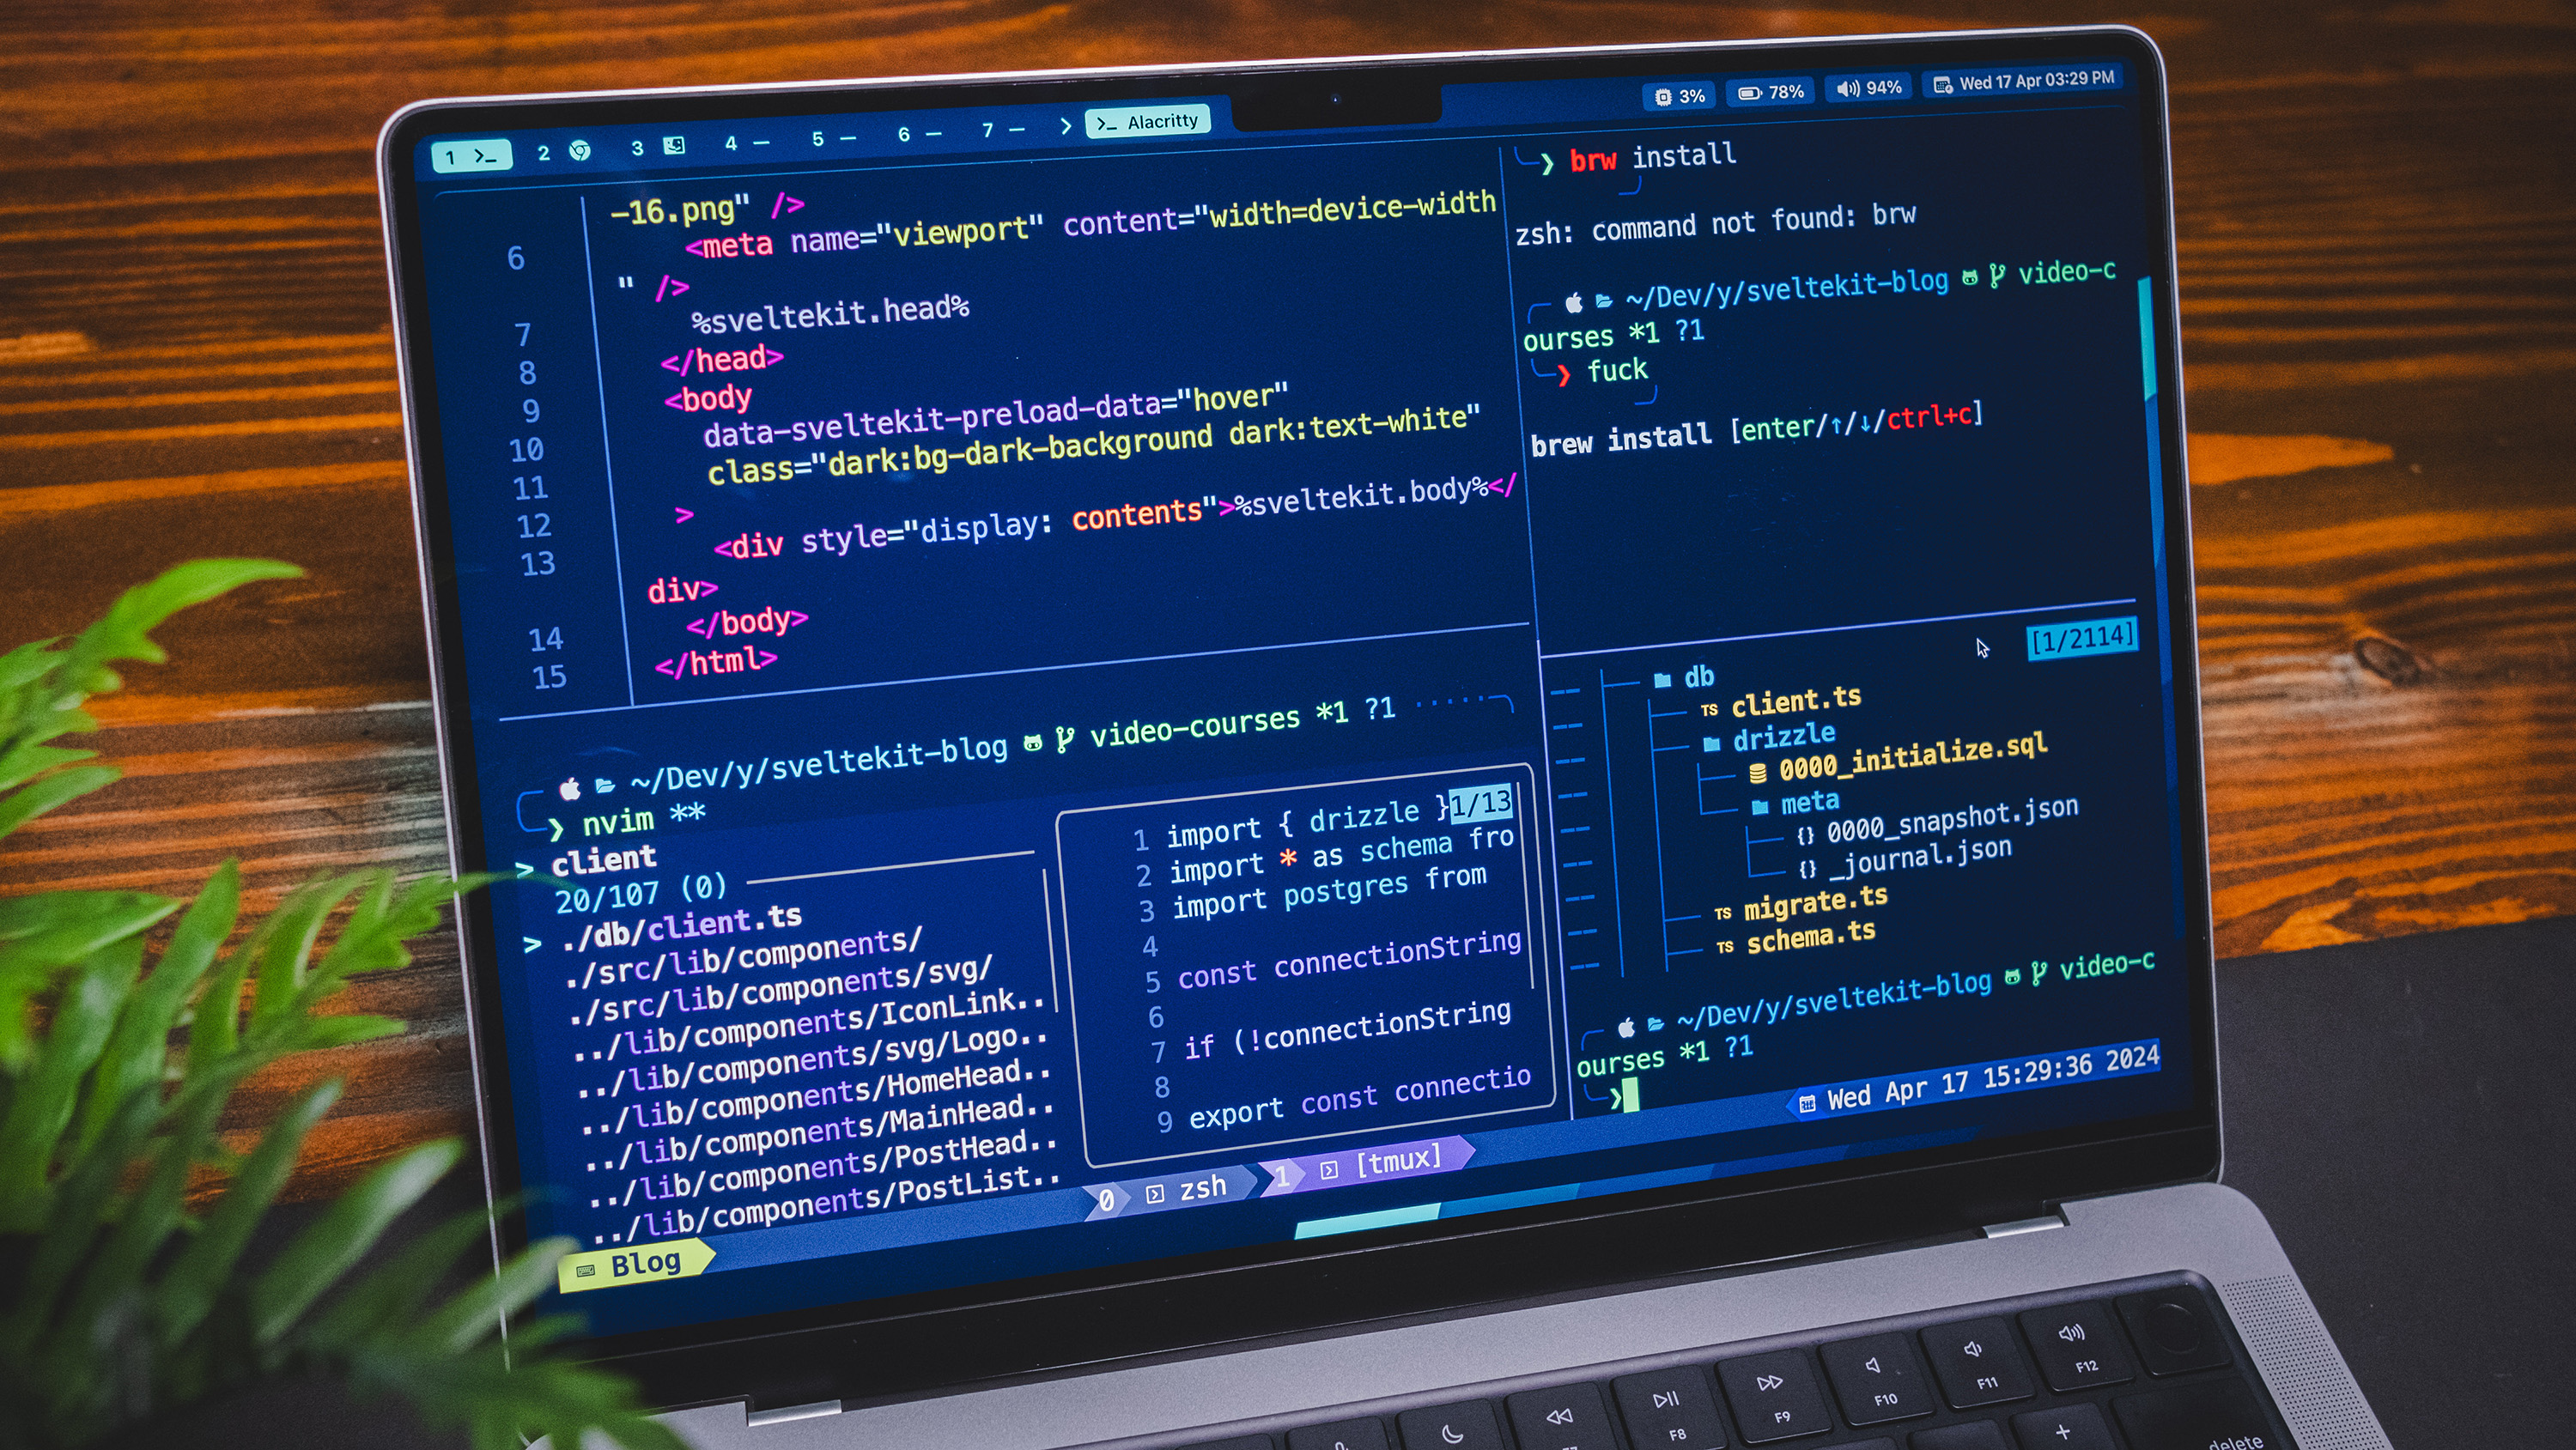 1 >_ 2 3 4 – 5 – 6 – 7 – > >_ Alacritty
3% 78% 94% Wed 17 Apr 03:29 PM
-16.png" />
6 <meta name="viewport" content="width=device-width
" />
7 %sveltekit.head%
8 </head>
9 <body
10 data-sveltekit-preload-data="hover"
11 class="dark:bg-dark-background dark:text-white"
12 >
13 <div style="display: contents">%sveltekit.body%</
div>
14 </body>
15 </html>
❯ brw install
zsh: command not found: brw
~/Dev/y/sveltekit-blog video-c
ourses *1 ?1
❯ fuck
brew install [enter/↑/↓/ctrl+c]
~/Dev/y/sveltekit-blog video-courses *1 ?1
❯ nvim **
> client
20/107 (0)
> ./db/client.ts
./src/lib/components/
./src/lib/components/svg/
../lib/components/IconLink..
../lib/components/svg/Logo..
../lib/components/HomeHead..
../lib/components/MainHead..
../lib/components/PostHead..
../lib/components/PostList..
1 import { drizzle } 1/13
2 import * as schema fro
3 import postgres from
4
5 const connectionString
6
7 if (!connectionString
8
9 export const connectio
[1/2114]
db
TS client.ts
drizzle
0000_initialize.sql
meta
{} 0000_snapshot.json
{} _journal.json
TS migrate.ts
TS schema.ts
~/Dev/y/sveltekit-blog video-c
ourses *1 ?1
❯
Blog 0 zsh 1 [tmux] Wed Apr 17 15:29:36 2024
F8 F9 F10 F11 F12
+ delete